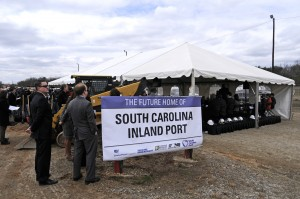 THE FUTURE HOME OF
SOUTH CAROLINA
INLAND PORT